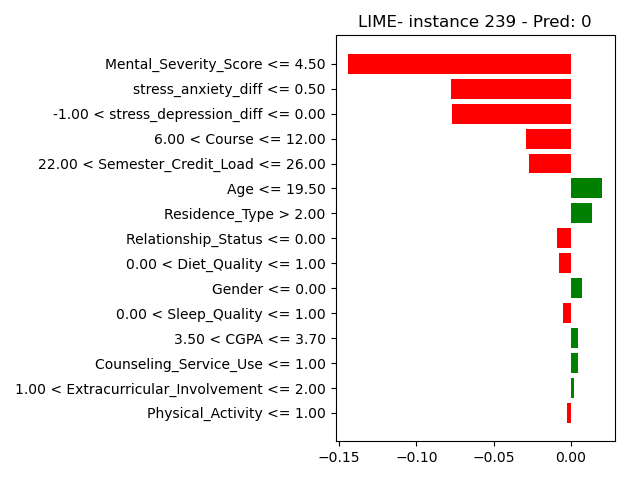 LIME- instance 239 - Pred: 0
Mental_Severity_Score <= 4.50
stress_anxiety_diff <= 0.50
-1.00 < stress_depression_diff <= 0.00
6.00 < Course <= 12.00
22.00 < Semester_Credit_Load <= 26.00
Age <= 19.50
Residence_Type > 2.00
Relationship_Status <= 0.00
0.00 < Diet_Quality <= 1.00
Gender <= 0.00
0.00 < Sleep_Quality <= 1.00
3.50 < CGPA <= 3.70
Counseling_Service_Use <= 1.00
1.00 < Extracurricular_Involvement <= 2.00
Physical_Activity <= 1.00
−0.15 −0.10 −0.05 0.00